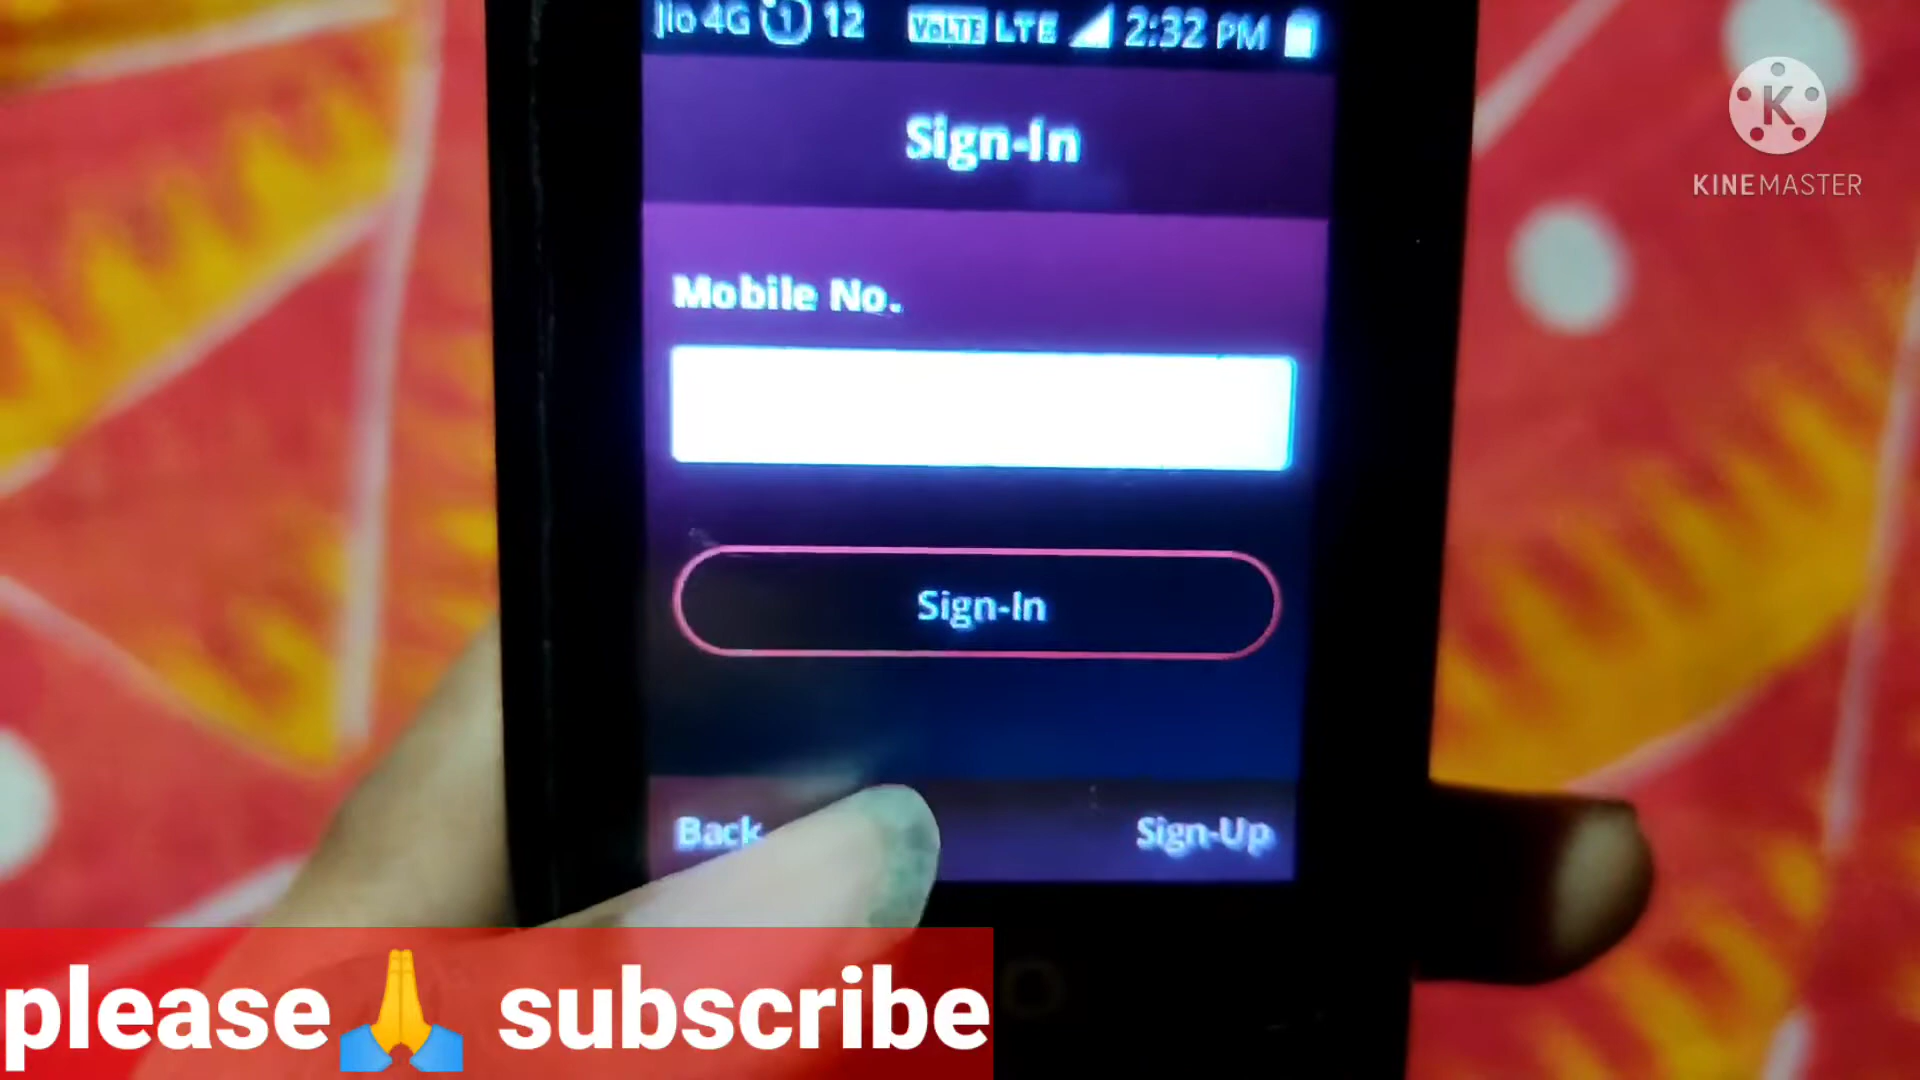 Jio 4G 1 12 VoLTE LTE 2:32 PM
Sign-In
K
KINEMASTER
Mobile No.
Sign-In
Back
Sign-Up
please🙏 subscribe